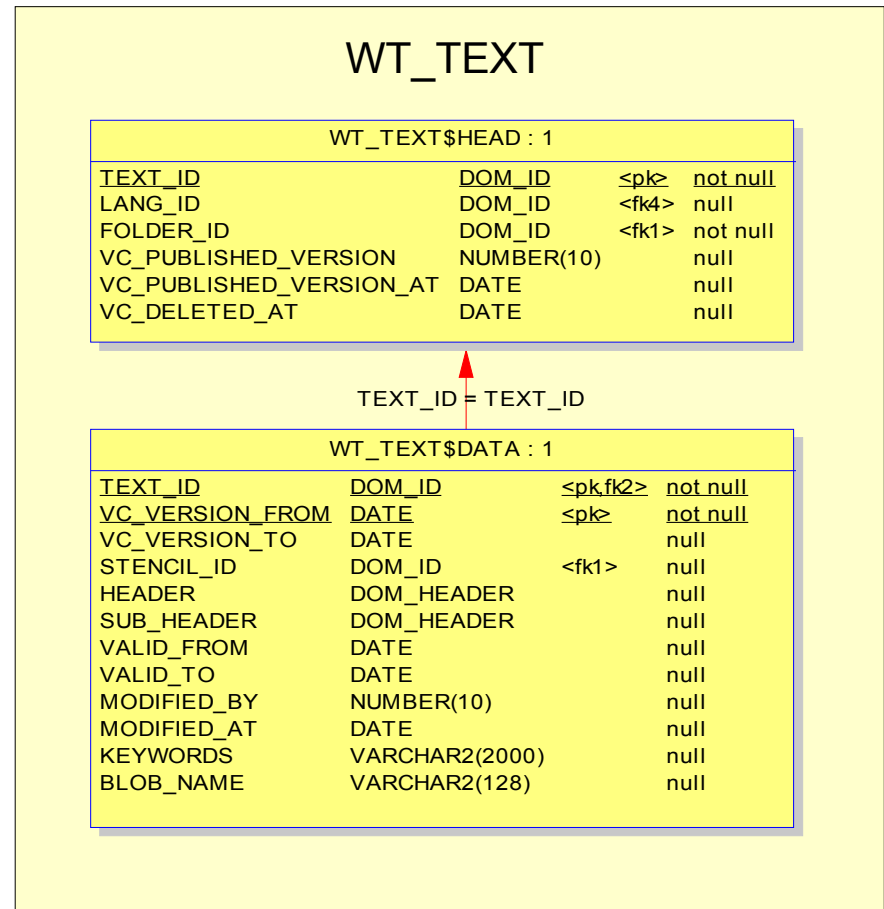 WT_TEXT
WT_TEXT$HEAD : 1
TEXT_ID DOM_ID <pk> not null
LANG_ID DOM_ID <fk4> null
FOLDER_ID DOM_ID <fk1> not null
VC_PUBLISHED_VERSION NUMBER(10) null
VC_PUBLISHED_VERSION_AT DATE null
VC_DELETED_AT DATE null
TEXT_ID = TEXT_ID
WT_TEXT$DATA : 1
TEXT_ID DOM_ID <pk,fk2> not null
VC_VERSION_FROM DATE <pk> not null
VC_VERSION_TO DATE null
STENCIL_ID DOM_ID <fk1> null
HEADER DOM_HEADER null
SUB_HEADER DOM_HEADER null
VALID_FROM DATE null
VALID_TO DATE null
MODIFIED_BY NUMBER(10) null
MODIFIED_AT DATE null
KEYWORDS VARCHAR2(2000) null
BLOB_NAME VARCHAR2(128) null